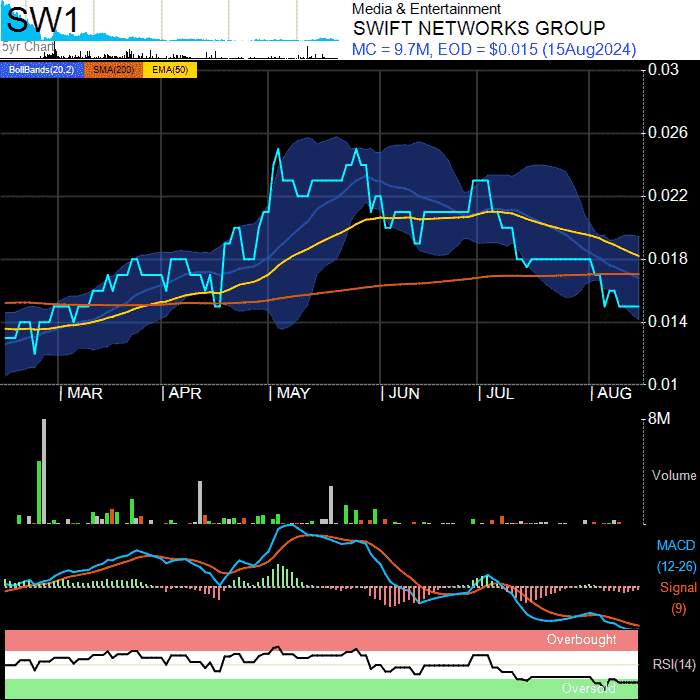 SW1
5yr Chart
Media & Entertainment
SWIFT NETWORKS GROUP
MC = 9.7M, EOD = $0.015 (15Aug2024)
BollBands(20,2) SMA(200) EMA(50)
0.03
0.026
0.022
0.018
0.014
0.01
MAR APR MAY JUN JUL AUG
8M
Volume
MACD
(12-26)
Signal
(9)
Overbought
RSI(14)
Oversold